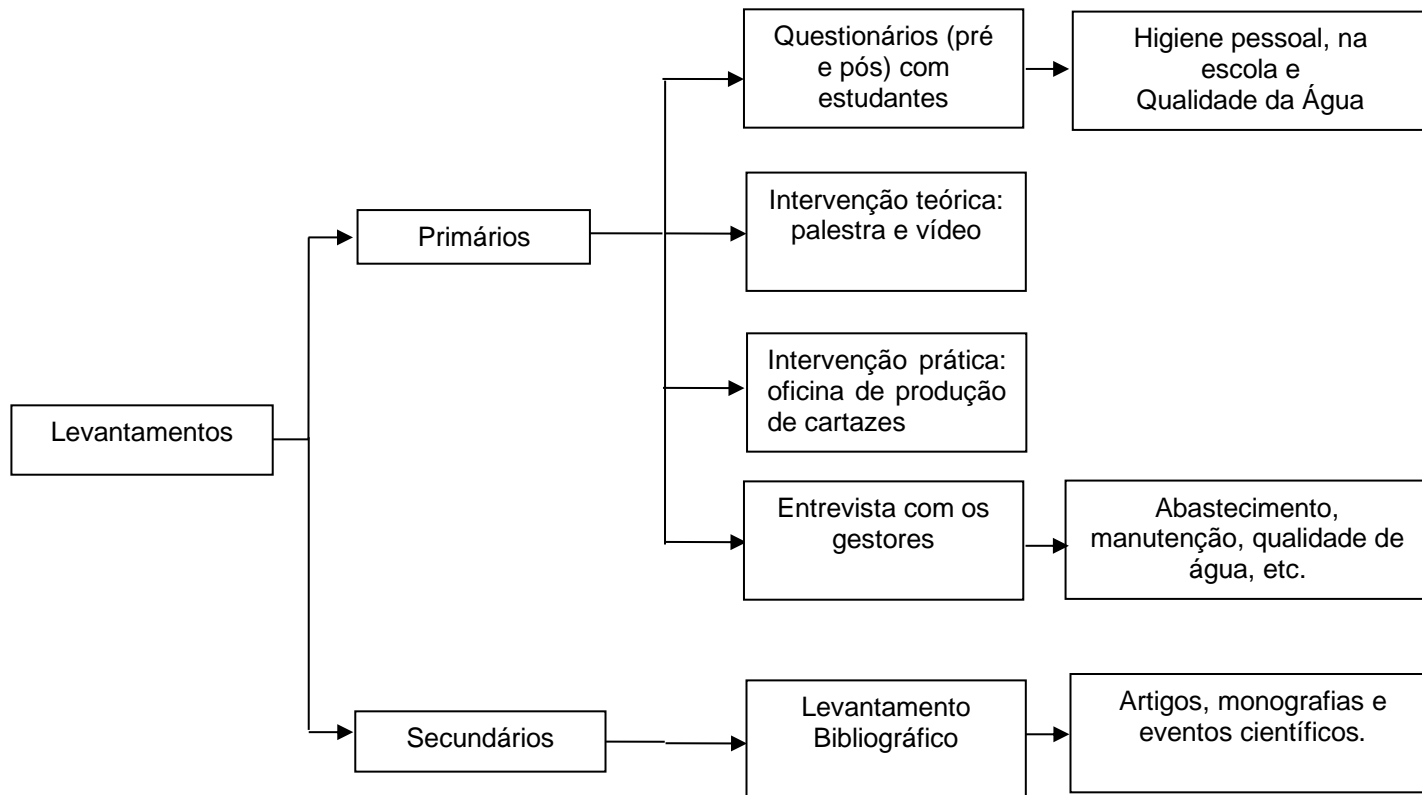 Questionários (pré
e pós) com
estudantes
Higiene pessoal, na
escola e
Qualidade da Água
Intervenção teórica:
palestra e vídeo
Primários
Intervenção prática:
oficina de produção
de cartazes
Levantamentos
Entrevista com os
gestores
Abastecimento,
manutenção, qualidade de
água, etc.
Secundários
Levantamento
Bibliográfico
Artigos, monografias e
eventos científicos.